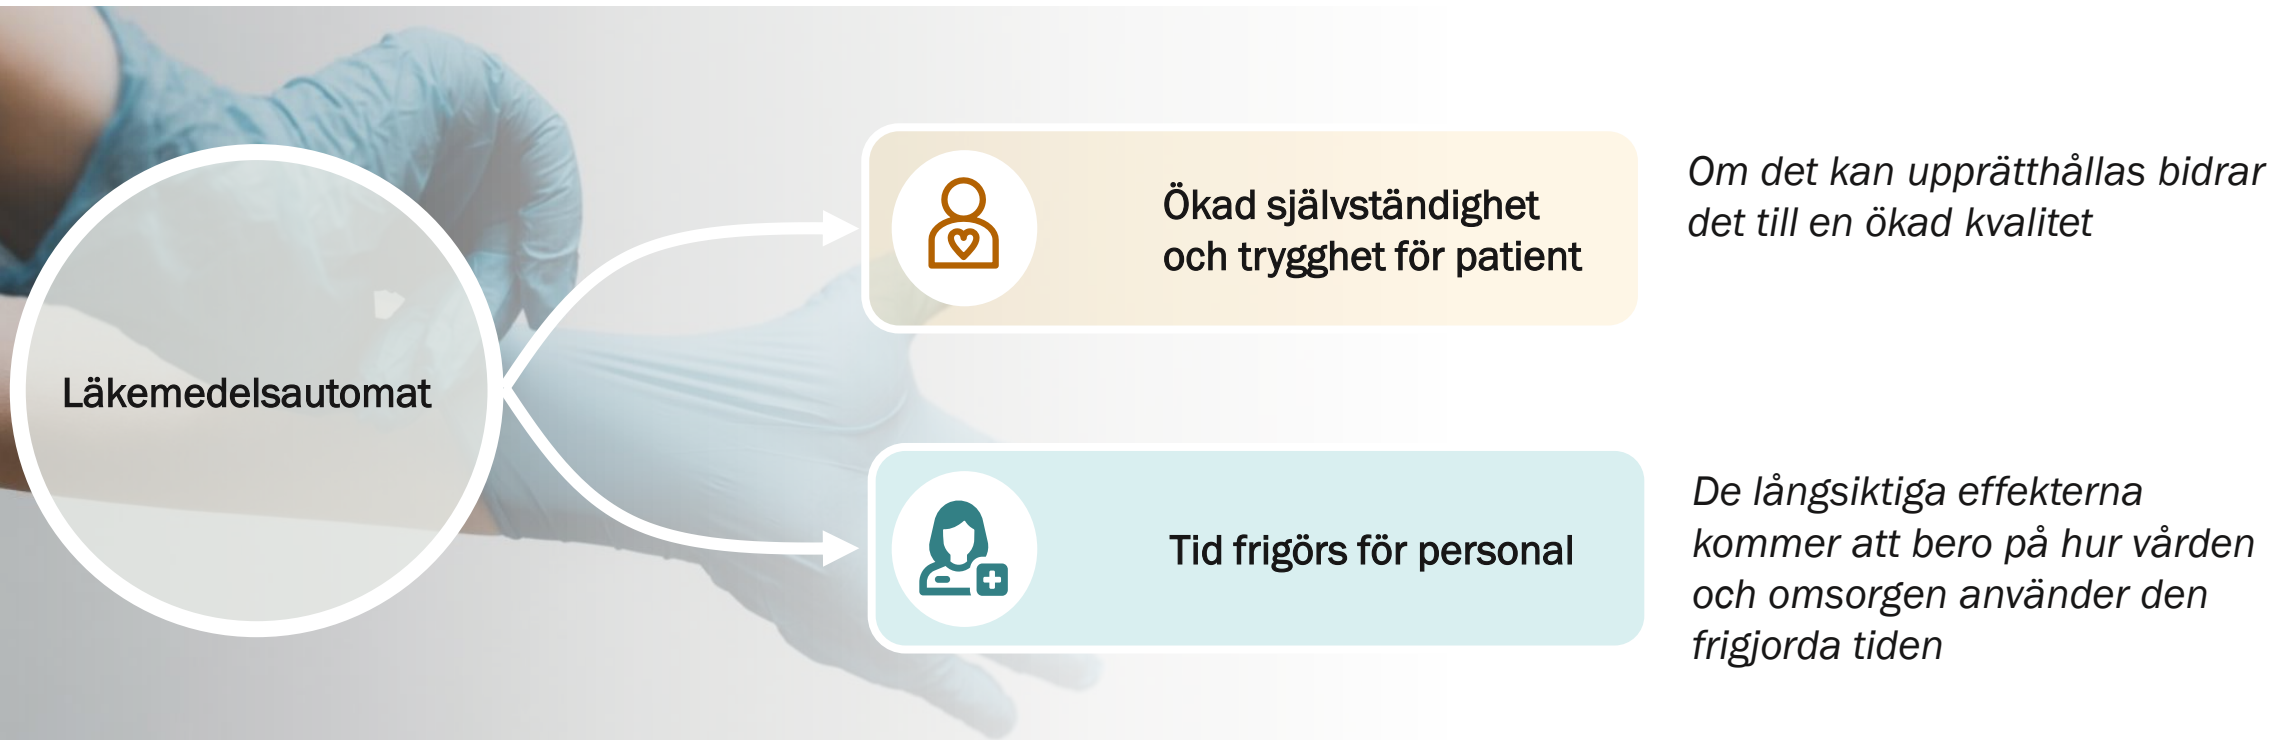 Läkemedelsautomat
Ökad självständighet
och trygghet för patient
Om det kan upprätthållas bidrar
det till en ökad kvalitet
Tid frigörs för personal
De långsiktiga effekterna
kommer att bero på hur vården
och omsorgen använder den
frigjorda tiden